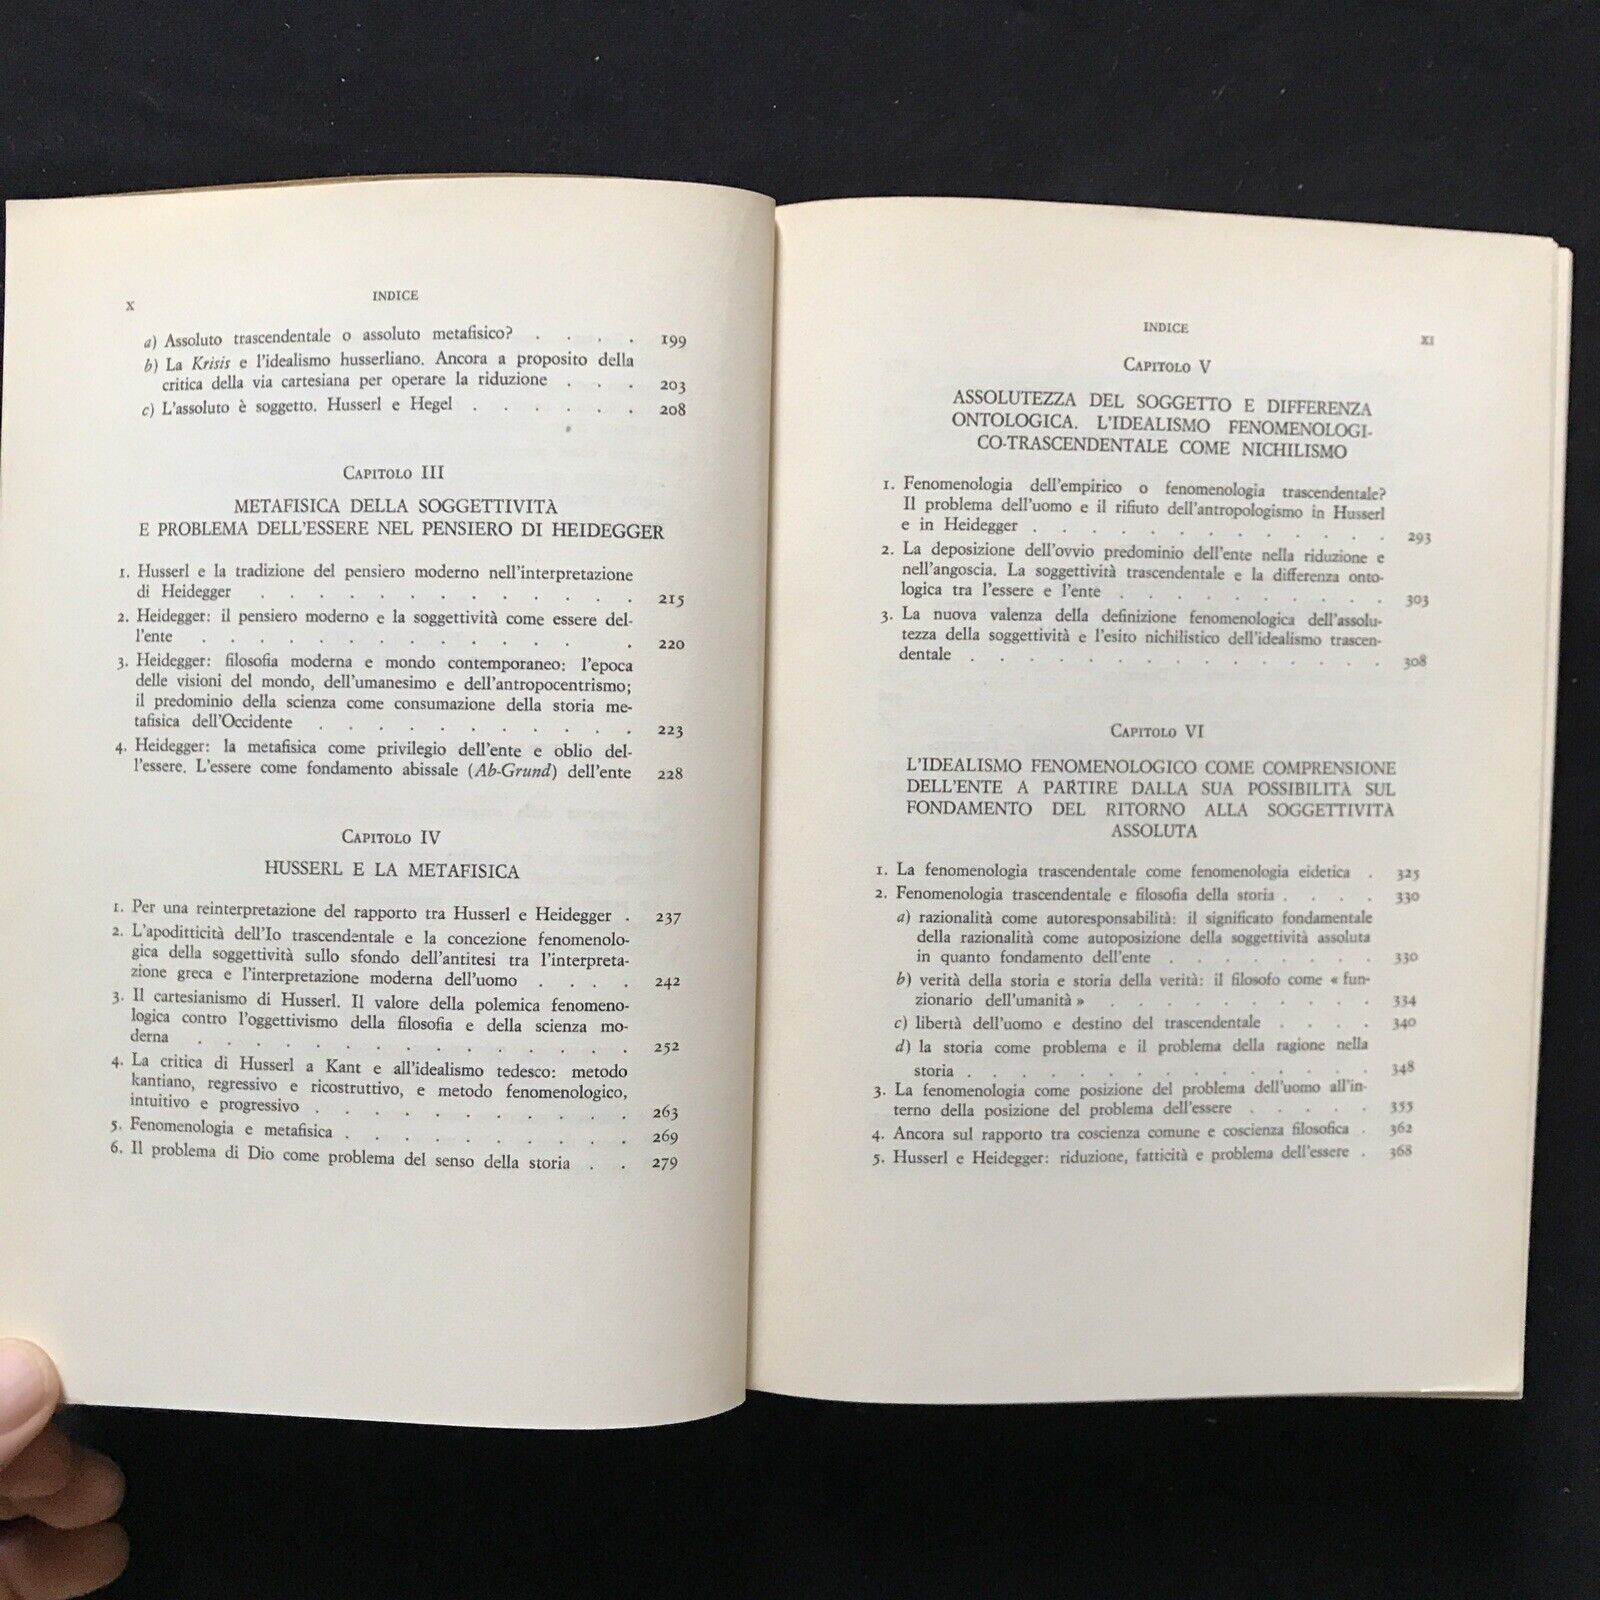 X
INDICE
a) Assoluto trascendentale o assoluto metafisico? . . . . 199
b) La Krisis e l'idealismo husserliano. Ancora a proposito della
critica della via cartesiana per operare la riduzione . . . 203
c) L'assoluto è soggetto. Husserl e Hegel . . . . . . 208
CAPITOLO III
METAFISICA DELLA SOGGETTIVITÀ
E PROBLEMA DELL'ESSERE NEL PENSIERO DI HEIDEGGER
1. Husserl e la tradizione del pensiero moderno nell'interpretazione
di Heidegger . . . . . . . . . . . . . 215
2. Heidegger: il pensiero moderno e la soggettività come essere del-
l'ente . . . . . . . . . . . . . . . 220
3. Heidegger: filosofia moderna e mondo contemporaneo: l'epoca
delle visioni del mondo, dell'umanesimo e dell'antropocentrismo;
il predominio della scienza come consumazione della storia me-
tafisica dell'Occidente . . . . . . . . . . . 223
4. Heidegger: la metafisica come privilegio dell'ente e oblio del-
l'essere. L'essere come fondamento abissale (Ab-Grund) dell'ente 228
CAPITOLO IV
HUSSERL E LA METAFISICA
1. Per una reinterpretazione del rapporto tra Husserl e Heidegger . 237
2. L'apoditticità dell'Io trascendentale e la concezione fenomenolo-
gica della soggettività sullo sfondo dell'antitesi tra l'interpreta-
zione greca e l'interpretazione moderna dell'uomo . . . . 242
3. Il cartesianismo di Husserl. Il valore della polemica fenomeno-
logica contro l'oggettivismo della filosofia e della scienza mo-
derna . . . . . . . . . . . . . . . 252
4. La critica di Husserl a Kant e all'idealismo tedesco: metodo
kantiano, regressivo e ricostruttivo, e metodo fenomenologico,
intuitivo e progressivo . . . . . . . . . . . 263
5. Fenomenologia e metafisica . . . . . . . . . . 269
6. Il problema di Dio come problema del senso della storia . . 279
INDICE
XI
CAPITOLO V
ASSOLUTEZZA DEL SOGGETTO E DIFFERENZA
ONTOLOGICA. L'IDEALISMO FENOMENOLOGI-
CO-TRASCENDENTALE COME NICHILISMO
1. Fenomenologia dell'empirico o fenomenologia trascendentale?
Il problema dell'uomo e il rifiuto dell'antropologismo in Husserl
e in Heidegger . . . . . . . . . . . . . 293
2. La deposizione dell'ovvio predominio dell'ente nella riduzione e
nell'angoscia. La soggettività trascendentale e la differenza onto-
logica tra l'essere e l'ente . . . . . . . . . . 303
3. La nuova valenza della definizione fenomenologica dell'assolu-
tezza della soggettività e l'esito nichilistico dell'idealismo trascen-
dentale . . . . . . . . . . . . . . . 308
CAPITOLO VI
L'IDEALISMO FENOMENOLOGICO COME COMPRENSIONE
DELL'ENTE A PARTIRE DALLA SUA POSSIBILITÀ SUL
FONDAMENTO DEL RITORNO ALLA SOGGETTIVITÀ
ASSOLUTA
1. La fenomenologia trascendentale come fenomenologia eidetica . 325
2. Fenomenologia trascendentale e filosofia della storia . . . . 330
a) razionalità come autoresponsabilità: il significato fondamentale
della razionalità come autoposizione della soggettività assoluta
in quanto fondamento dell'ente . . . . . . . . 330
b) verità della storia e storia della verità: il filosofo come « fun-
zionario dell'umanità » . . . . . . . . . . 334
c) libertà dell'uomo e destino del trascendentale . . . . 340
d) la storia come problema e il problema della ragione nella
storia . . . . . . . . . . . . . . . 348
3. La fenomenologia come posizione del problema dell'uomo all'in-
terno della posizione del problema dell'essere . . . . . 355
4. Ancora sul rapporto tra coscienza comune e coscienza filosofica . 362
5. Husserl e Heidegger: riduzione, fatticità e problema dell'essere . 368